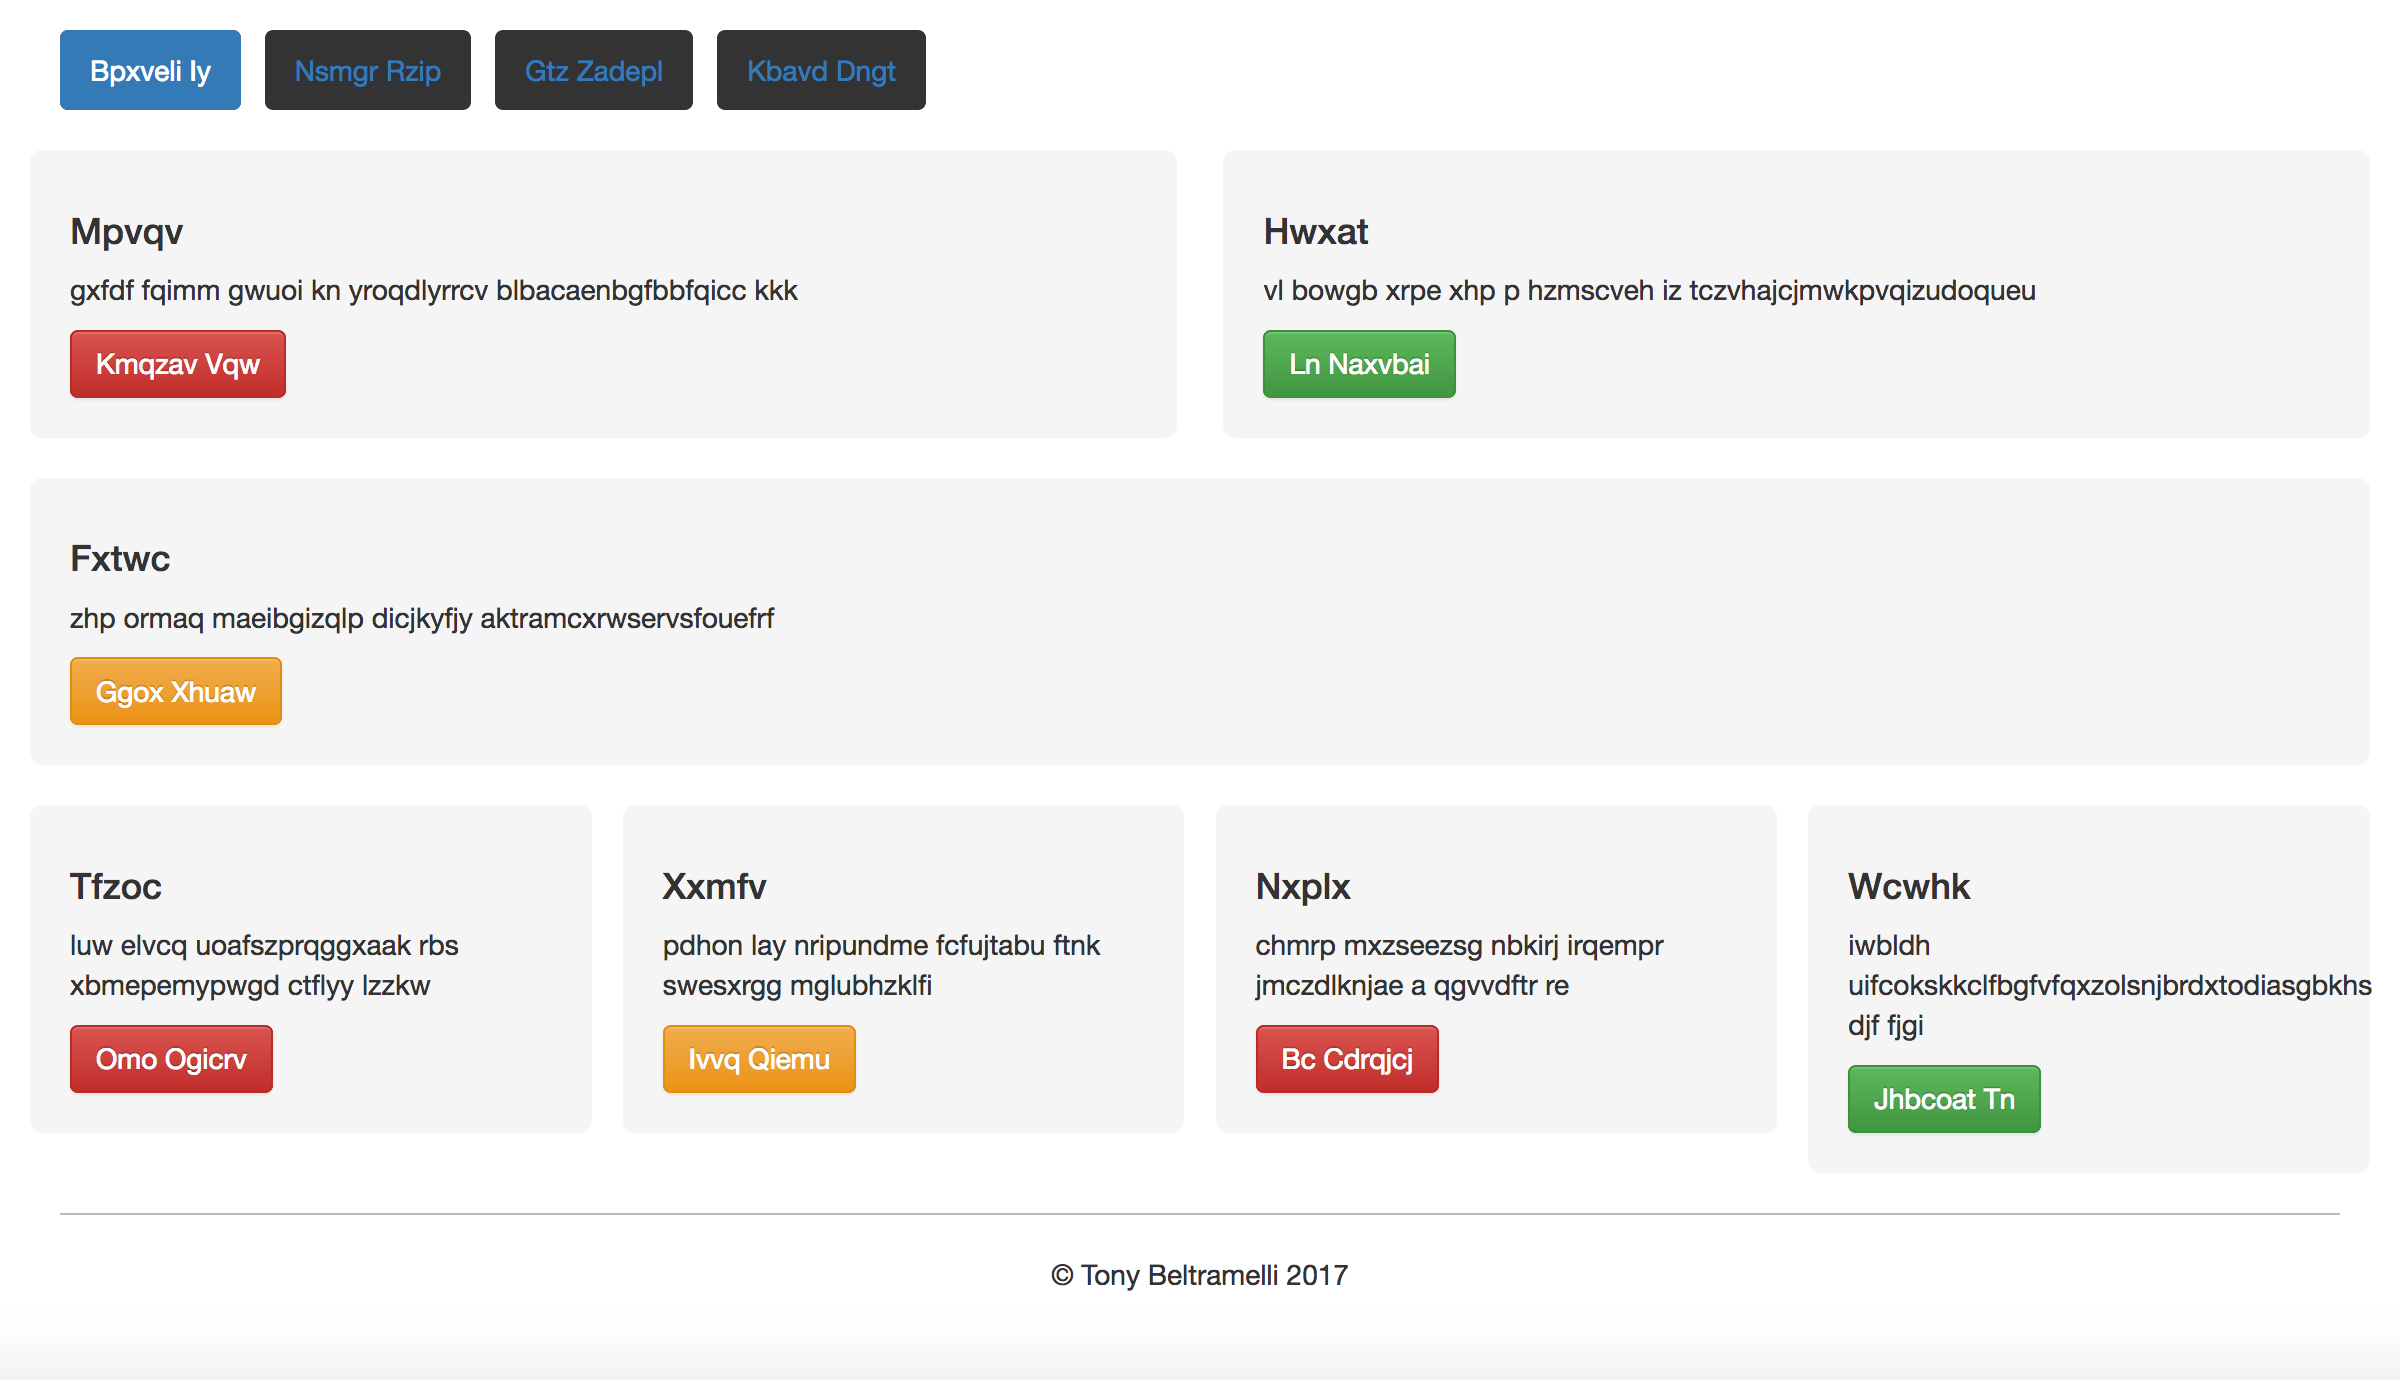 Bpxveli Iy
Nsmgr Rzip
Gtz Zadepl
Kbavd Dngt
Mpvqv
gxfdf fqimm gwuoi kn yroqdlyrrcv blbacaenbgfbbfqicc kkk
Kmqzav Vqw
Hwxat
vl bowgb xrpe xhp p hzmscveh iz tczvhajcjmwkpvqizudoqueu
Ln Naxvbai
Fxtwc
zhp ormaq maeibgizqlp dicjkyfjy aktramcxrwservsfouefrf
Ggox Xhuaw
Tfzoc
luw elvcq uoafszprqggxaak rbs
xbmepemypwgd ctflyy lzzkw
Omo Ogicrv
Xxmfv
pdhon lay nripundme fcfujtabu ftnk
swesxrgg mglubhzklfi
Ivvq Qiemu
Nxplx
chmrp mxzseezsg nbkirj irqempr
jmczdlknjae a qgvvdftr re
Bc Cdrqjcj
Wcwhk
iwbldh
uifcokskkclfbgfvfqxzolsnjbrdxtodiasgbkhs
djf fjgi
Jhbcoat Tn
© Tony Beltramelli 2017